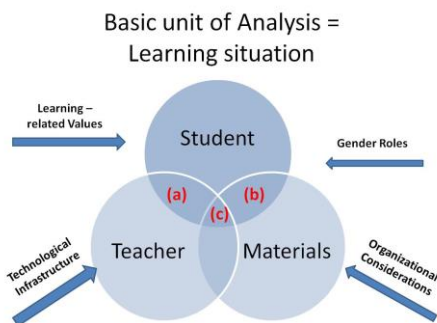 Basic unit of Analysis =
Learning situation
Learning –
related Values
Student
Gender Roles
(a)
(b)
(c)
Teacher
Materials
Technological
Infrastructure
Organizational
Considerations